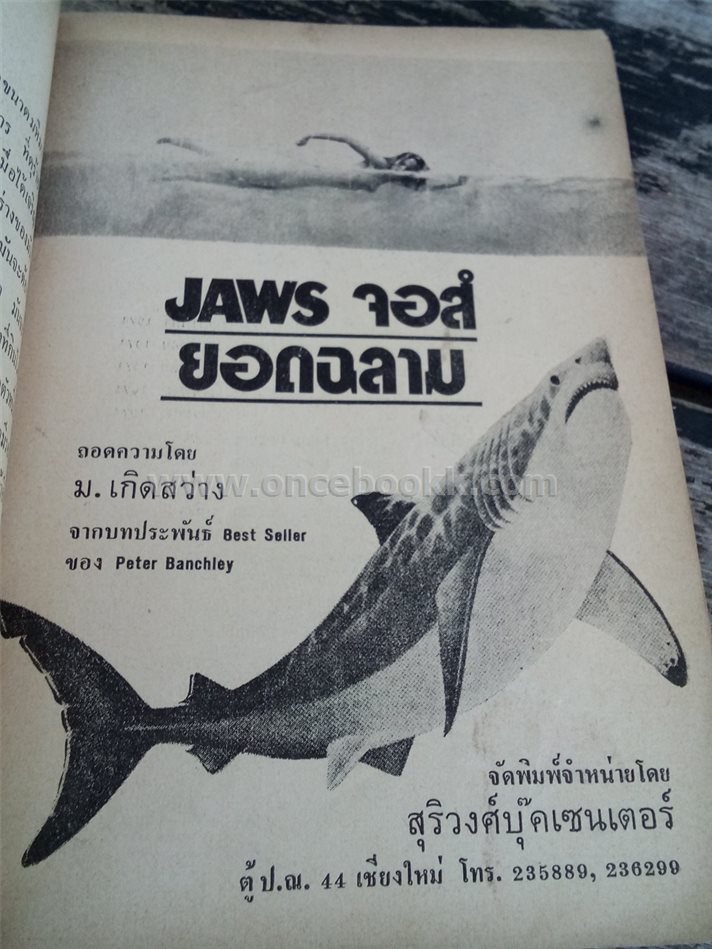 JAWS จอส์
ยอดฉลาม
ถอดความโดย
ม. เกิดสว่าง
www.oncebookk.com
จากบทประพันธ์ Best Seller
ของ Peter Banchley
จัดพิมพ์จำหน่ายโดย
สุริวงศ์บุ๊คเซนเตอร์
ตู้ ป.ณ. 44 เชียงใหม่ โทร. 235889, 236299